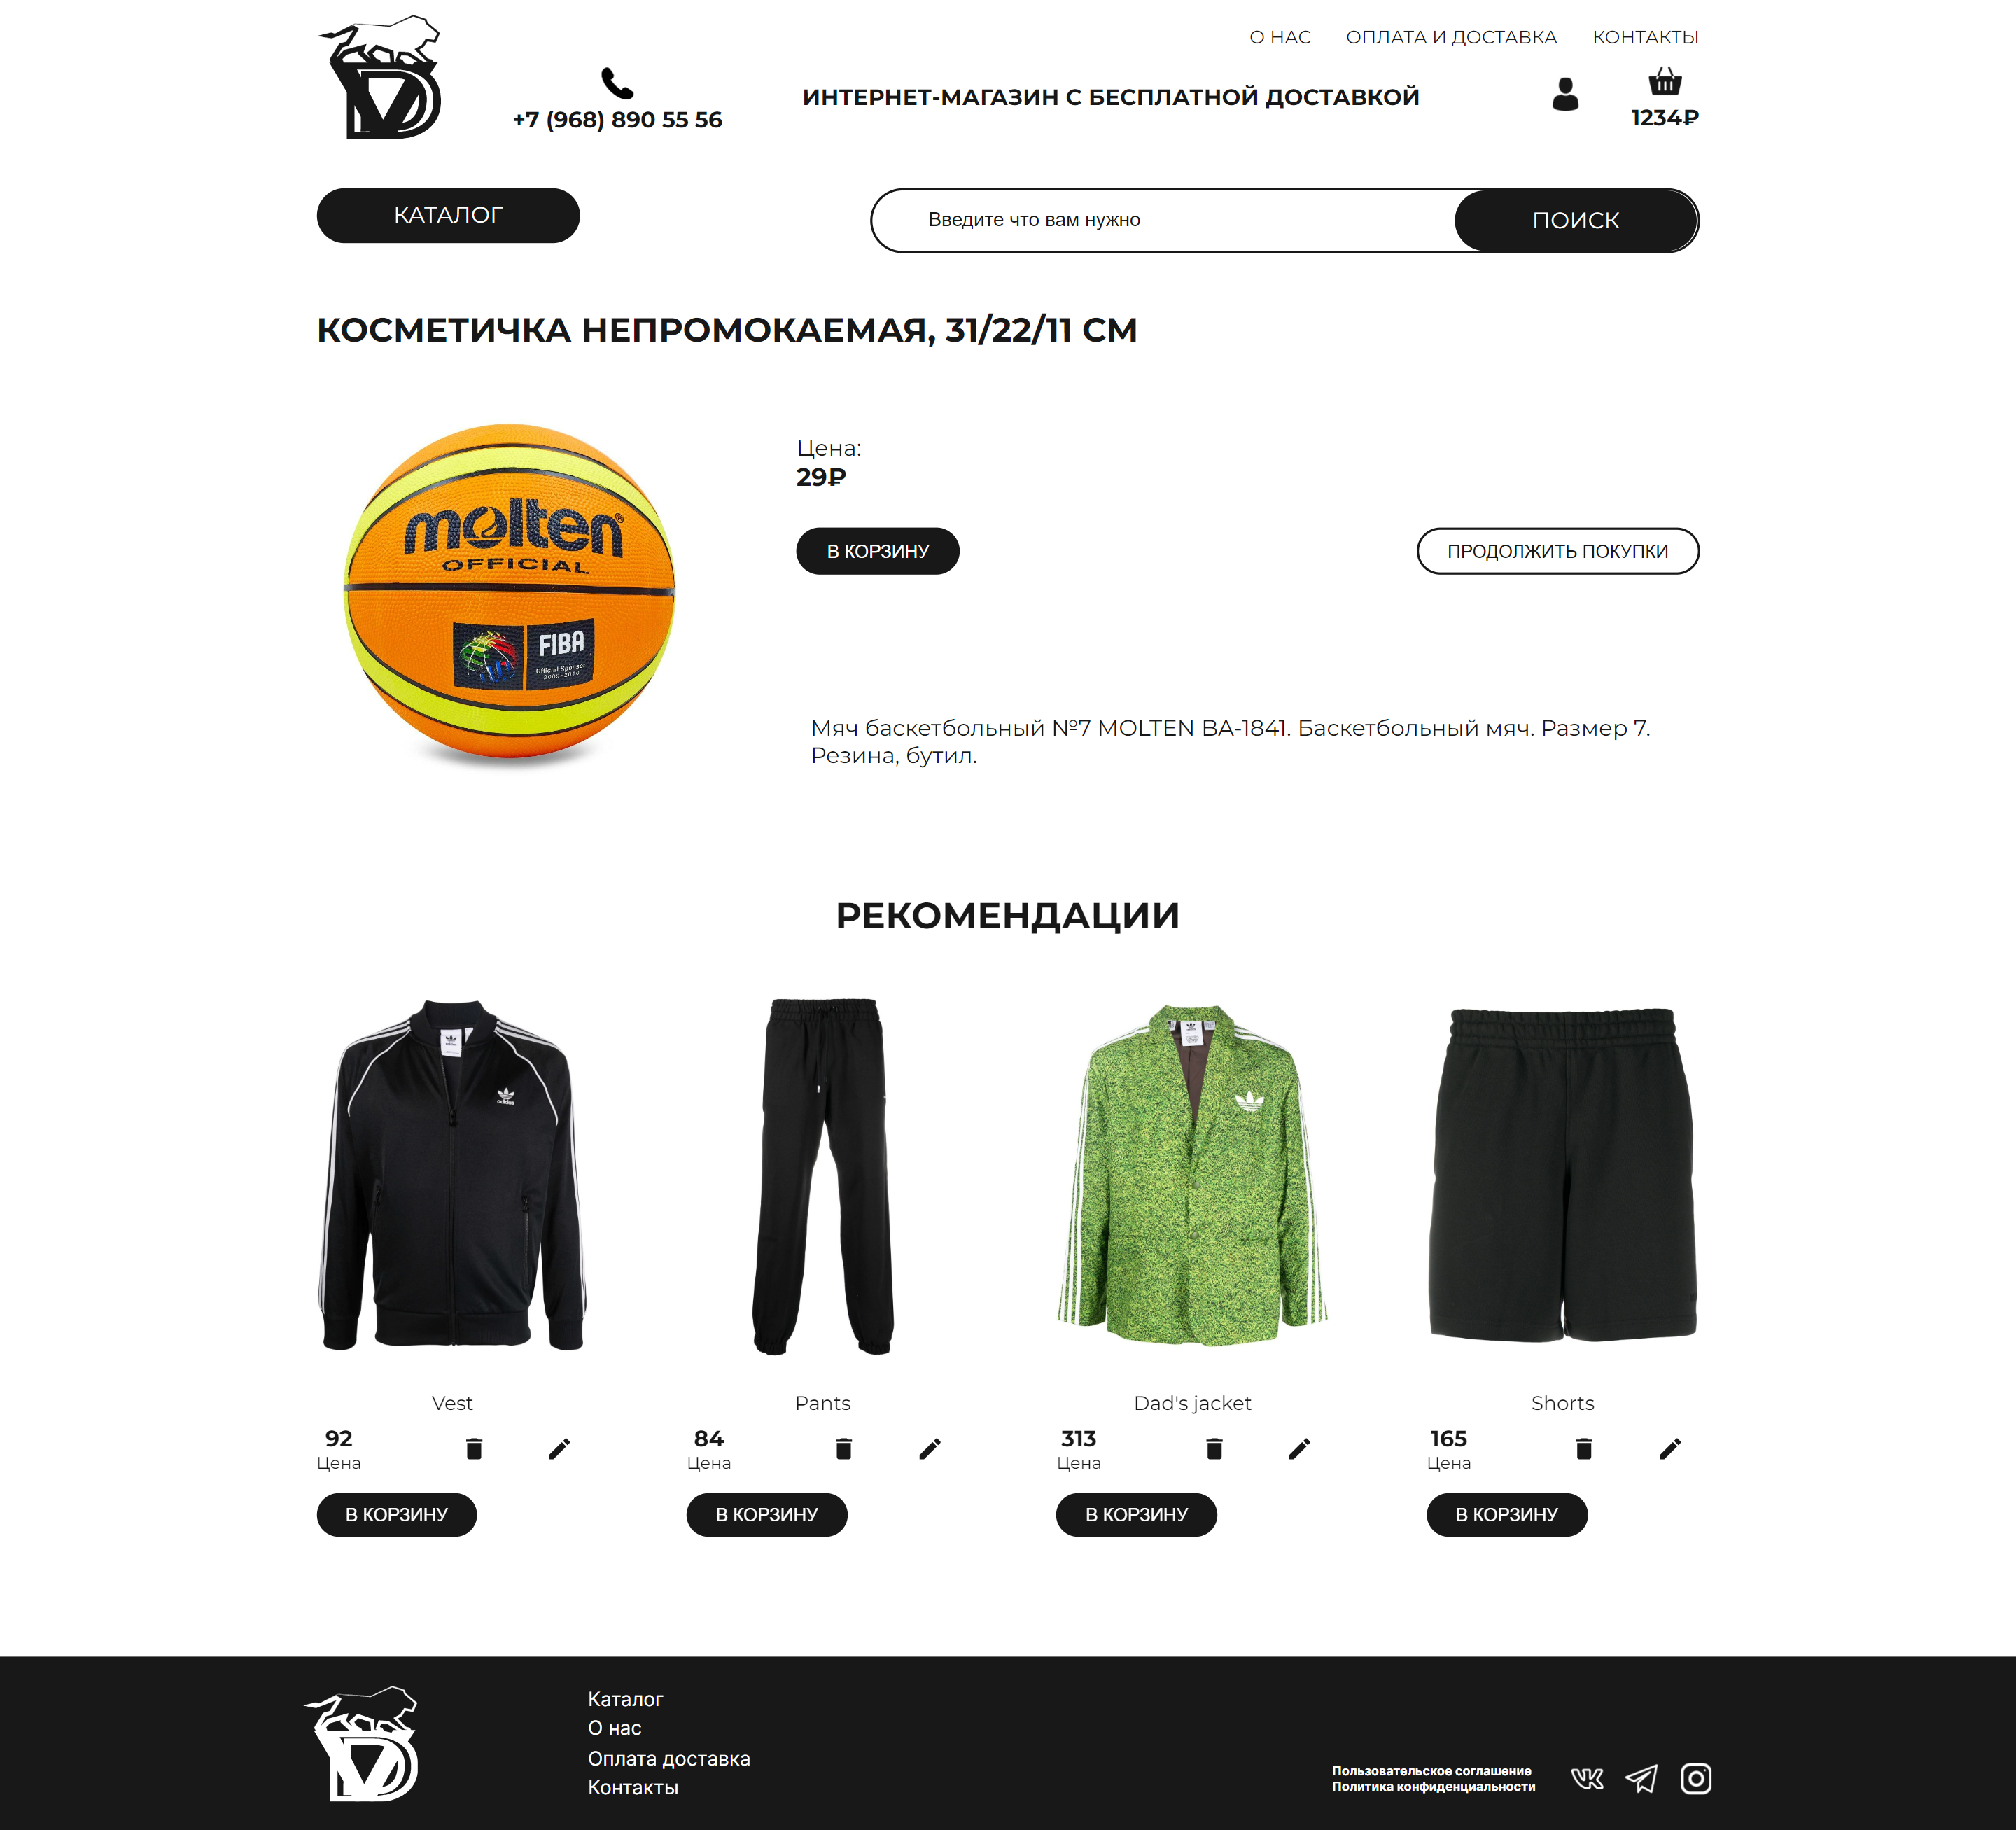 О НАС ОПЛАТА И ДОСТАВКА КОНТАКТЫ
+7 (968) 890 55 56
ИНТЕРНЕТ-МАГАЗИН С БЕСПЛАТНОЙ ДОСТАВКОЙ
1234₽
КАТАЛОГ
Введите что вам нужно
ПОИСК
КОСМЕТИЧКА НЕПРОМОКАЕМАЯ, 31/22/11 СМ
molten®
OFFICIAL
FIBA
Official Sponsor
2009-2010
Цена:
29₽
В КОРЗИНУ
ПРОДОЛЖИТЬ ПОКУПКИ
Мяч баскетбольный №7 MOLTEN BA-1841. Баскетбольный мяч. Размер 7.
Резина, бутил.
РЕКОМЕНДАЦИИ
adidas
Vest
92
Цена
В КОРЗИНУ
Pants
84
Цена
В КОРЗИНУ
Dad's jacket
313
Цена
В КОРЗИНУ
Shorts
165
Цена
В КОРЗИНУ
Каталог
О нас
Оплата доставка
Контакты
Пользовательское соглашение
Политика конфиденциальности